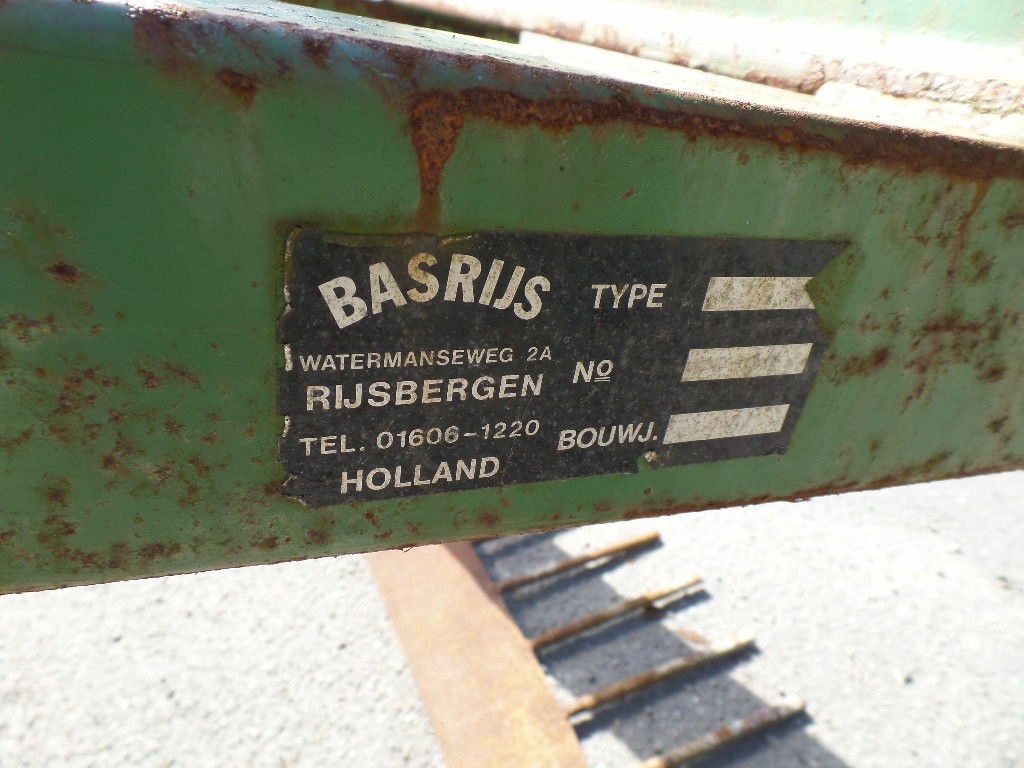 BASRIJS
WATERMANSEWEG 2A
RIJSBERGEN
TEL. 01606-1220
HOLLAND
TYPE
Nº
BOUWJ.